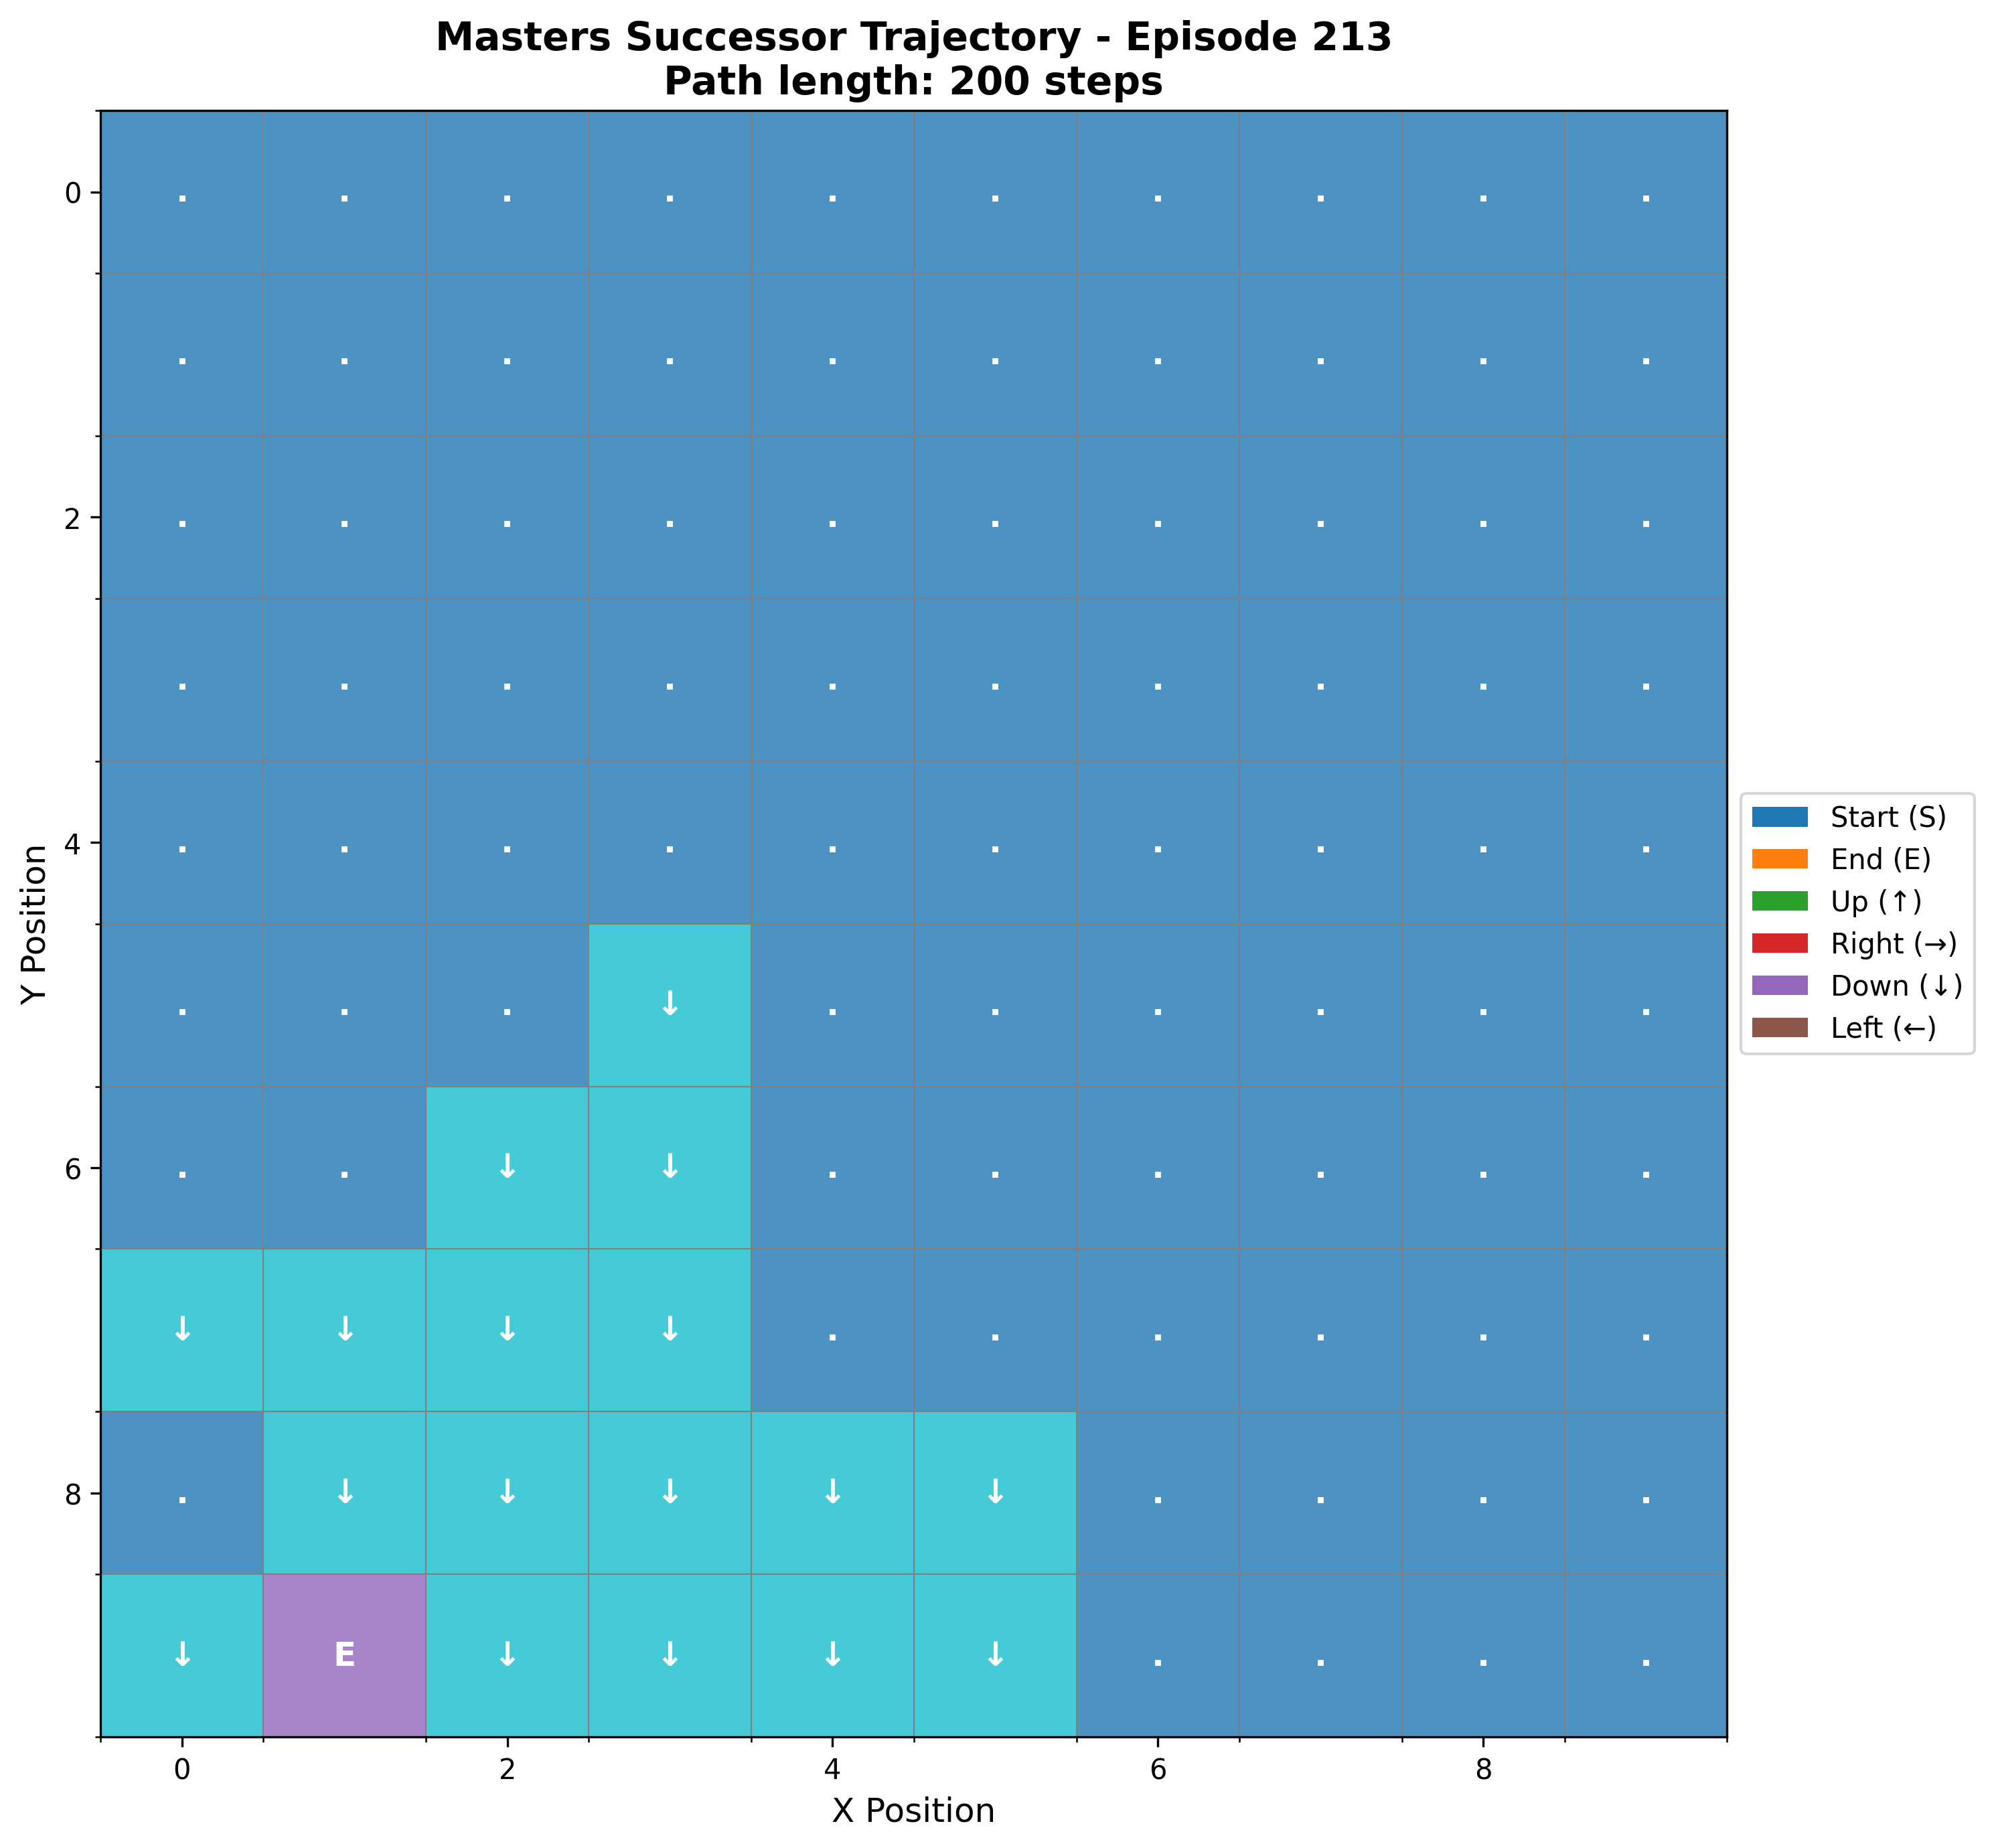 Masters Successor Trajectory - Episode 213
Path length: 200 steps
0
. . . . . . . . . .
. . . . . . . . . .
2
. . . . . . . . . .
. . . . . . . . . .
4
. . . . . . . . . .
. . . ↓ . . . . . .
6
. . ↓ ↓ . . . . . .
↓ ↓ ↓ ↓ . . . . . .
8
. ↓ ↓ ↓ ↓ ↓ . . . .
↓ E ↓ ↓ ↓ ↓ . . . .
0 2 4 6 8
X Position
Y Position
Start (S)
End (E)
Up (↑)
Right (→)
Down (↓)
Left (←)